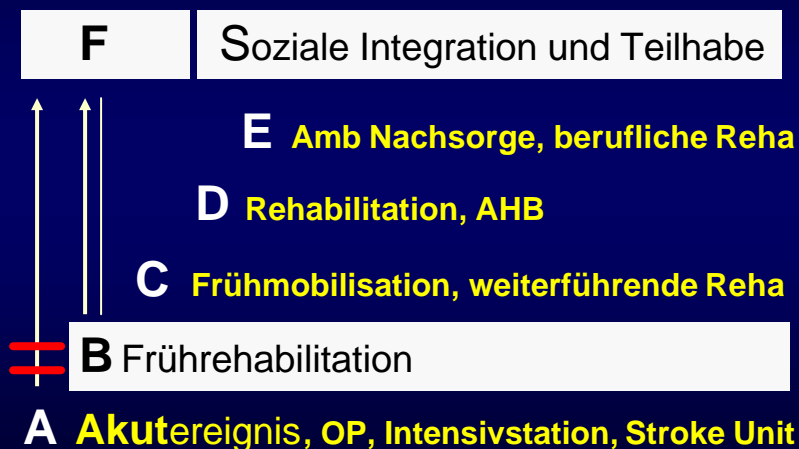 F Soziale Integration und Teilhabe
E Amb Nachsorge, berufliche Reha
D Rehabilitation, AHB
C Frühmobilisation, weiterführende Reha
B Frührehabilitation
A Akutereignis, OP, Intensivstation, Stroke Unit